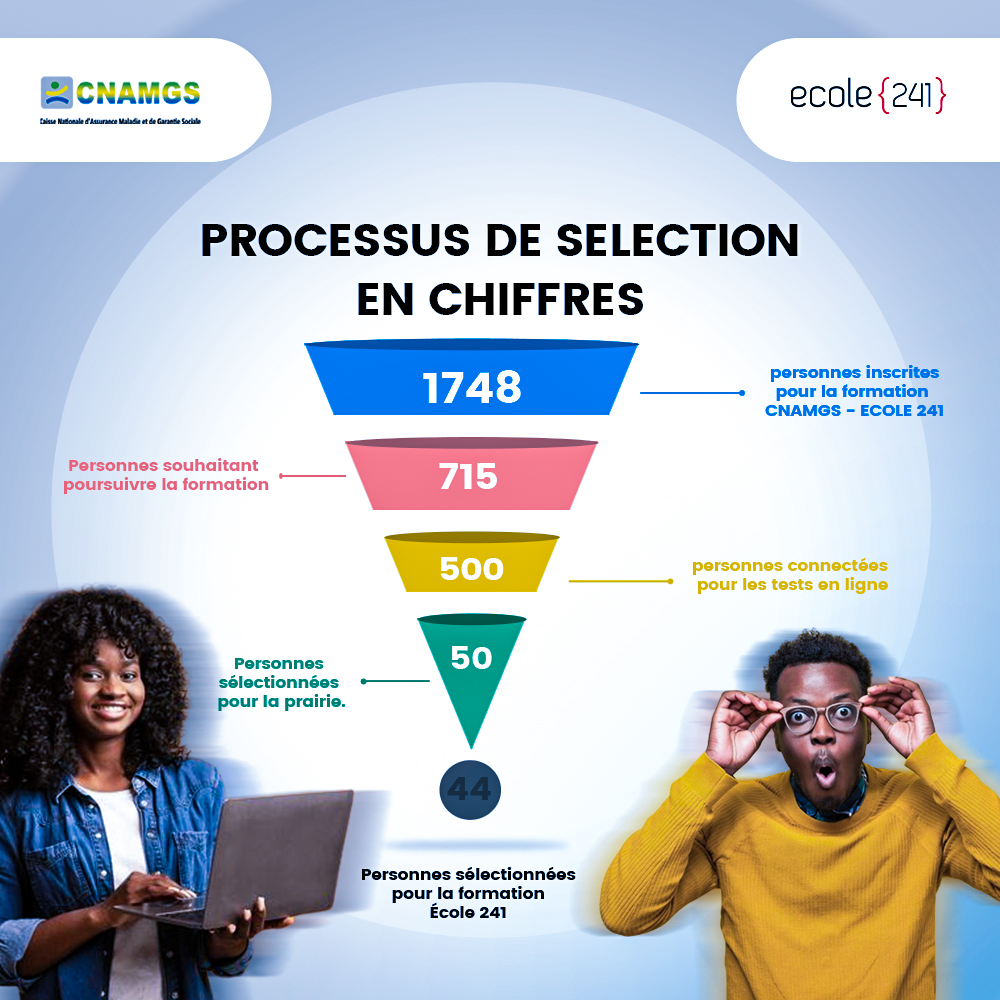 CNAMGS
Caisse Nationale d'Assurance Maladie et de Garantie Sociale
ecole{241}
PROCESSUS DE SELECTION
EN CHIFFRES
1748
personnes inscrites
pour la formation
CNAMGS - ECOLE 241
Personnes souhaitant
poursuivre la formation
715
500
personnes connectées
pour les tests en ligne
50
Personnes
sélectionnées
pour la prairie.
44
Personnes sélectionnées
pour la formation
École 241